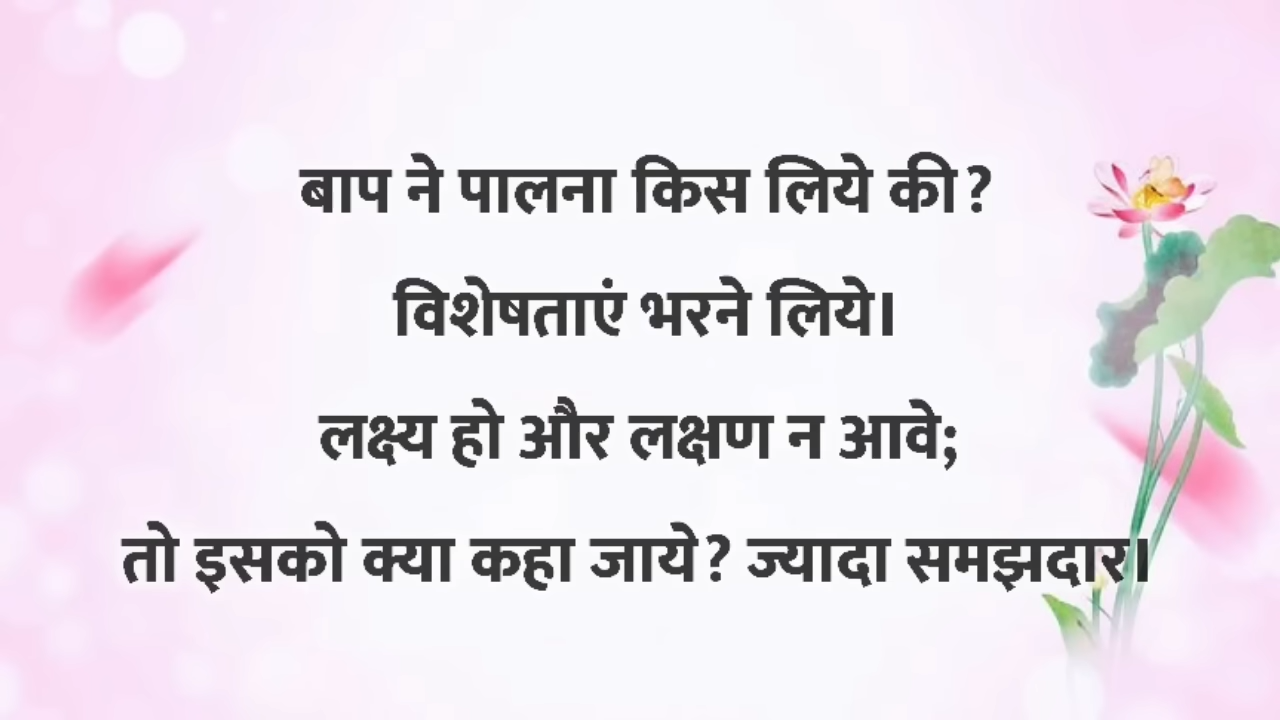 बाप ने पालना किस लिये की?
विशेषताएं भरने लिये।
लक्ष्य हो और लक्षण न आवे;
तो इसको क्या कहा जाये? ज्यादा समझदार।